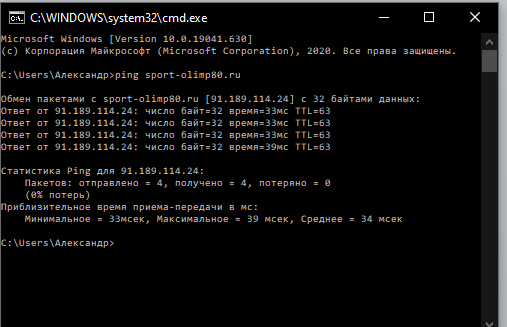 C:\WINDOWS\system32\cmd.exe
Microsoft Windows [Version 10.0.19041.630]
(c) Корпорация Майкрософт (Microsoft Corporation), 2020. Все права защищены.
C:\Users\Александр>ping sport-olimp80.ru
Обмен пакетами с sport-olimp80.ru [91.189.114.24] с 32 байтами данных:
Ответ от 91.189.114.24: число байт=32 время=33мс TTL=63
Ответ от 91.189.114.24: число байт=32 время=33мс TTL=63
Ответ от 91.189.114.24: число байт=32 время=33мс TTL=63
Ответ от 91.189.114.24: число байт=32 время=39мс TTL=63
Статистика Ping для 91.189.114.24:
Пакетов: отправлено = 4, получено = 4, потеряно = 0
(0% потерь)
Приблизительное время приема-передачи в мс:
Минимальное = 33мсек, Максимальное = 39 мсек, Среднее = 34 мсек
C:\Users\Александр>